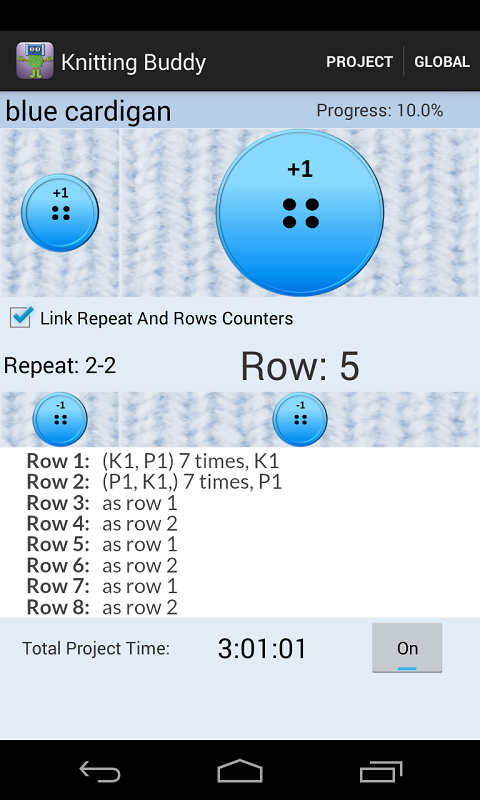 Knitting Buddy
PROJECT
GLOBAL
blue cardigan
Progress: 10.0%
+1
+1
Link Repeat And Rows Counters
Repeat: 2-2
Row: 5
-1
-1
Row 1: (K1, P1) 7 times, K1
Row 2: (P1, K1,) 7 times, P1
Row 3: as row 1
Row 4: as row 2
Row 5: as row 1
Row 6: as row 2
Row 7: as row 1
Row 8: as row 2
Total Project Time: 3:01:01 On